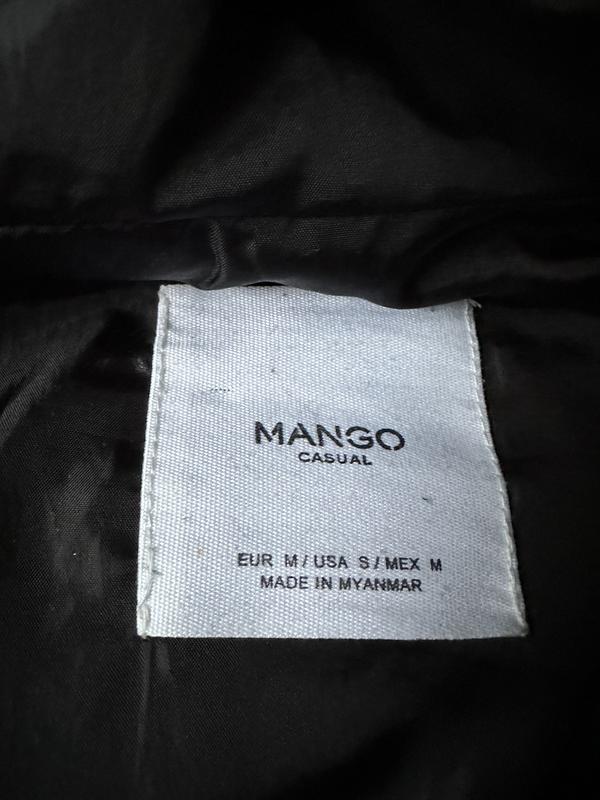 MANGO
CASUAL
EUR M / USA S / MEX M
MADE IN MYANMAR